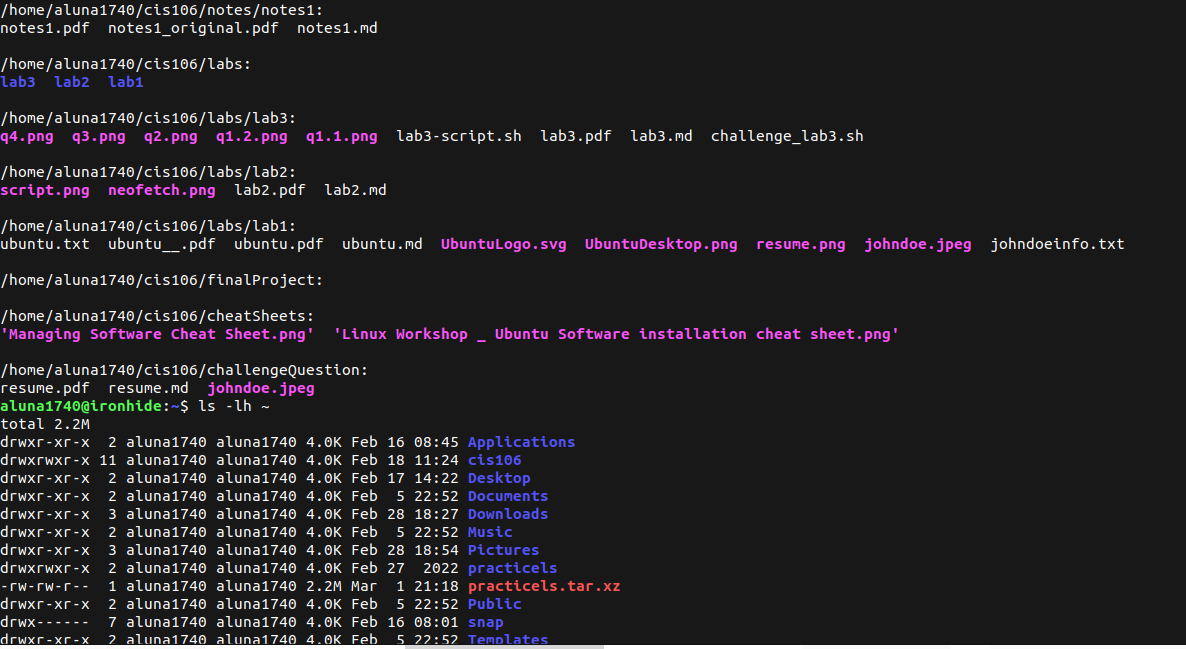 /home/aluna1740/cis106/notes/notes1:
notes1.pdf  notes1_original.pdf  notes1.md

/home/aluna1740/cis106/labs:
lab3  lab2  lab1

/home/aluna1740/cis106/labs/lab3:
q4.png  q3.png  q2.png  q1.2.png  q1.1.png  lab3-script.sh  lab3.pdf  lab3.md  challenge_lab3.sh

/home/aluna1740/cis106/labs/lab2:
script.png  neofetch.png  lab2.pdf  lab2.md

/home/aluna1740/cis106/labs/lab1:
ubuntu.txt  ubuntu__.pdf  ubuntu.pdf  ubuntu.md  UbuntuLogo.svg  UbuntuDesktop.png  resume.png  johndoe.jpeg  johndoeinfo.txt

/home/aluna1740/cis106/finalProject:

/home/aluna1740/cis106/cheatSheets:
'Managing Software Cheat Sheet.png'  'Linux Workshop _ Ubuntu Software installation cheat sheet.png'

/home/aluna1740/cis106/challengeQuestion:
resume.pdf  resume.md  johndoe.jpeg
aluna1740@ironhide:~$ ls -lh ~
total 2.2M
drwxr-xr-x  2 aluna1740 aluna1740 4.0K Feb 16 08:45 Applications
drwxrwxr-x 11 aluna1740 aluna1740 4.0K Feb 18 11:24 cis106
drwxr-xr-x  2 aluna1740 aluna1740 4.0K Feb 17 14:22 Desktop
drwxr-xr-x  2 aluna1740 aluna1740 4.0K Feb  5 22:52 Documents
drwxr-xr-x  3 aluna1740 aluna1740 4.0K Feb 28 18:27 Downloads
drwxr-xr-x  2 aluna1740 aluna1740 4.0K Feb  5 22:52 Music
drwxr-xr-x  3 aluna1740 aluna1740 4.0K Feb 28 18:54 Pictures
drwxrwxr-x  2 aluna1740 aluna1740 4.0K Feb 27  2022 practicels
-rw-rw-r--  1 aluna1740 aluna1740 2.2M Mar  1 21:18 practicels.tar.xz
drwxr-xr-x  2 aluna1740 aluna1740 4.0K Feb  5 22:52 Public
drwx------  7 aluna1740 aluna1740 4.0K Feb 16 08:01 snap
drwxr-xr-x  2 aluna1740 aluna1740 4.0K Feb  5 22:52 Templates